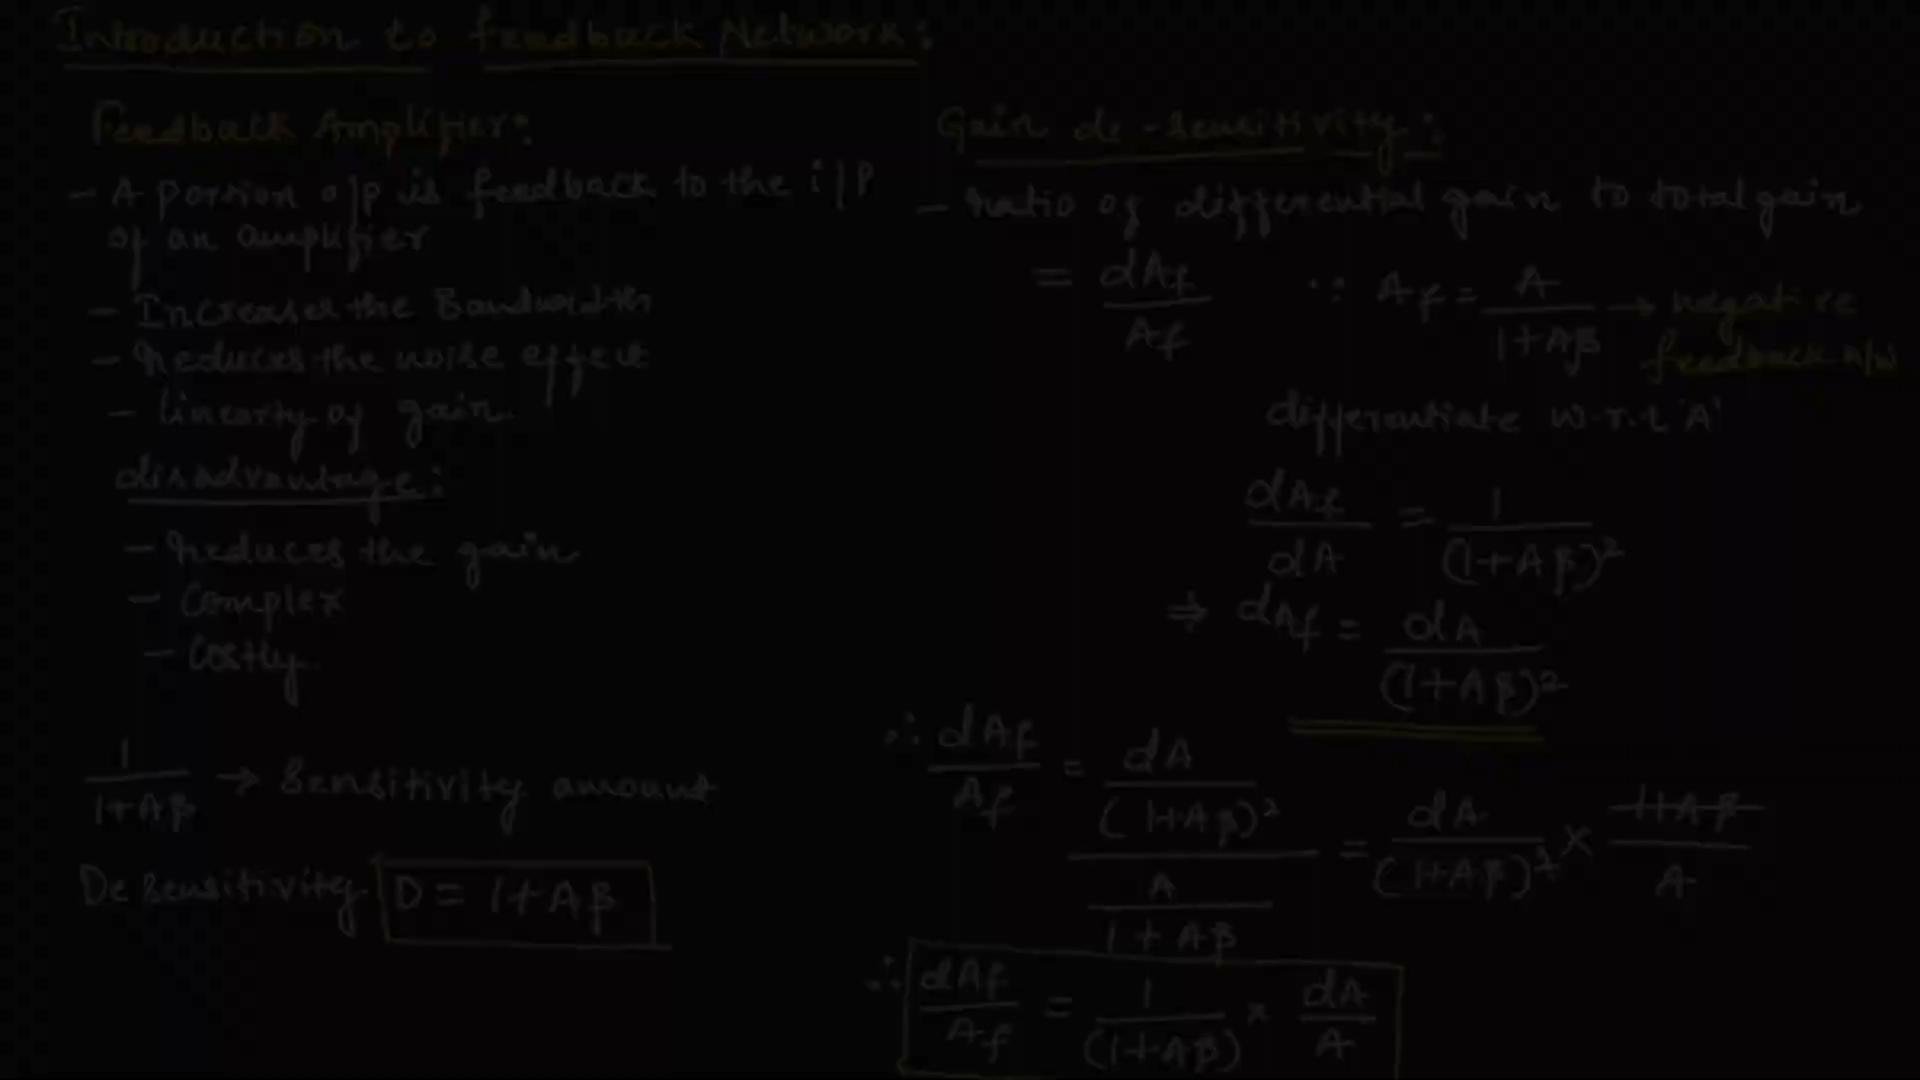 Introduction to feedback Network:
Feedback Amplifier:
- A portion o/p is feedback to the i/p
of an amplifier
- Increases the Bandwidth
- Reduces the noise effect
- linearty of gain
disadvantage:
- Reduces the gain
- Complex
- Costly
1/(1+Aβ) → Sensitivity amount
De sensitivity D = 1+Aβ
Gain de-sensitivity:
- ratio of differential gain to total gain
= dAf/Af ∵ Af = A/(1+Aβ) → negative
feedback n/w
differentiate w.r.t 'A'
dAf/dA = 1/(1+Aβ)²
⇒ dAf = dA/(1+Aβ)²
∴ dAf/Af = (dA/(1+Aβ)²)/(A/(1+Aβ)) = dA/(1+Aβ)² × (1+Aβ)/A
∴ dAf/Af = 1/(1+Aβ) × dA/A